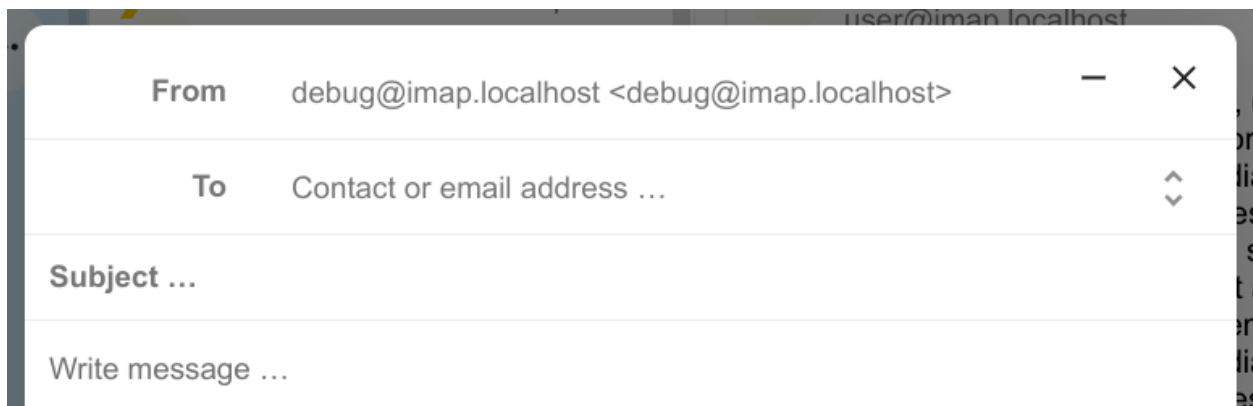 user@imap.localhost
From debug@imap.localhost <debug@imap.localhost>
To Contact or email address …
Subject …
Write message …